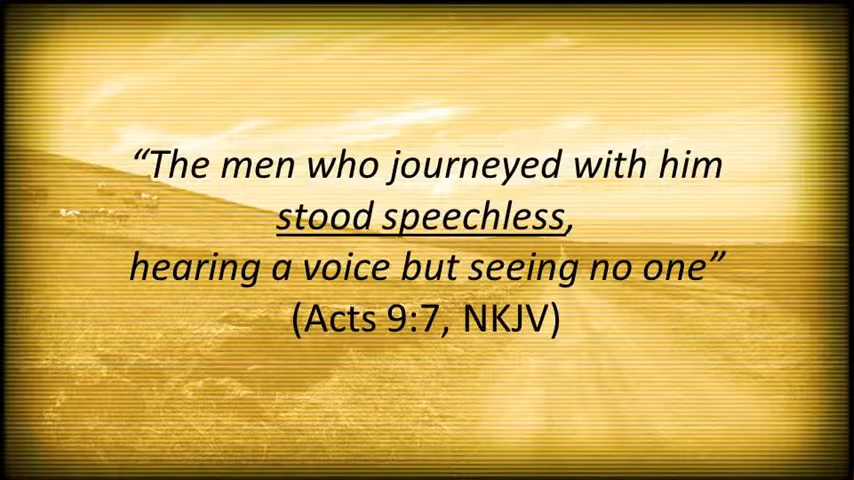 “The men who journeyed with him
stood speechless,
hearing a voice but seeing no one”
(Acts 9:7, NKJV)